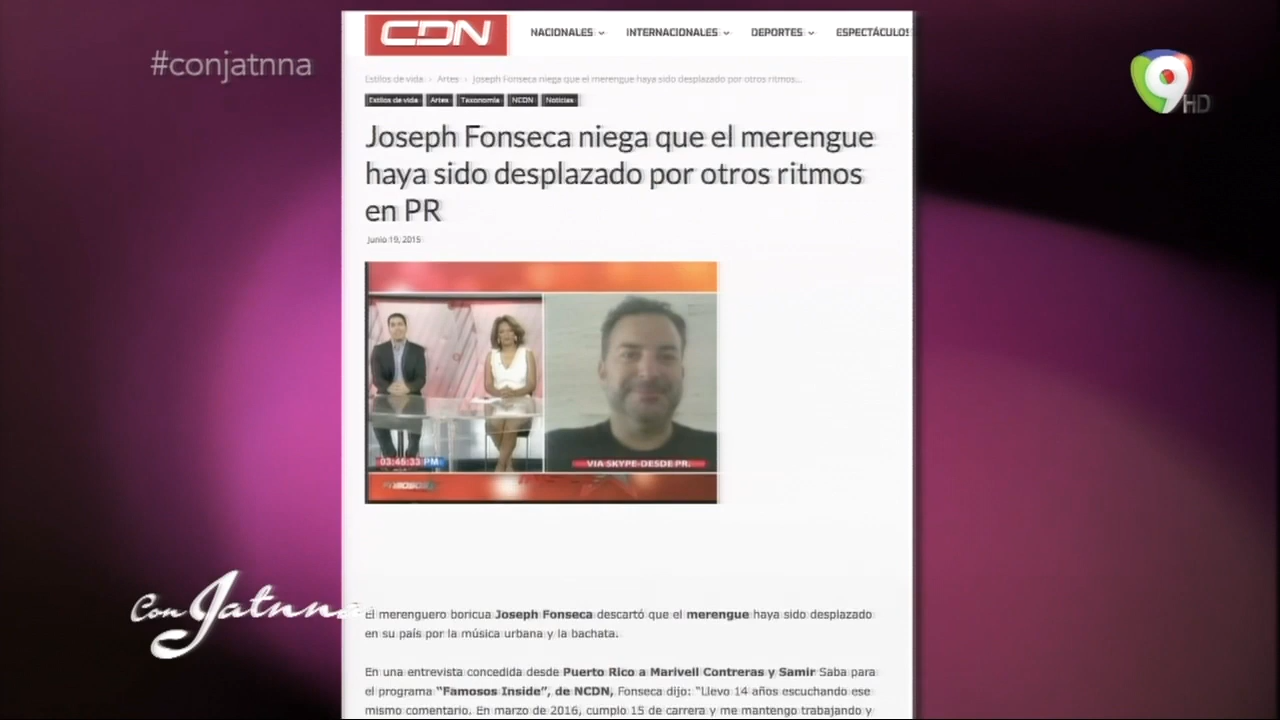 #conjatnna
9 HD
CDN
NACIONALES INTERNACIONALES DEPORTES ESPECTÁCULOS
Estilos de vida › Artes › Joseph Fonseca niega que el merengue haya sido desplazado por otros ritmos...
Estilos de vida Artes Taxonomía NCDN Noticias
Joseph Fonseca niega que el merengue
haya sido desplazado por otros ritmos
en PR
Junio 19, 2015
03:46:33 PM
VIA SKYPE-DESDE PR.
Con Jatnna
El merenguero boricua Joseph Fonseca descartó que el merengue haya sido desplazado
en su país por la música urbana y la bachata.
En una entrevista concedida desde Puerto Rico a Marivell Contreras y Samir Saba para
el programa “Famosos Inside”, de NCDN, Fonseca dijo: “Llevo 14 años escuchando ese
mismo comentario. En marzo de 2016, cumplo 15 de carrera y me mantengo trabajando y